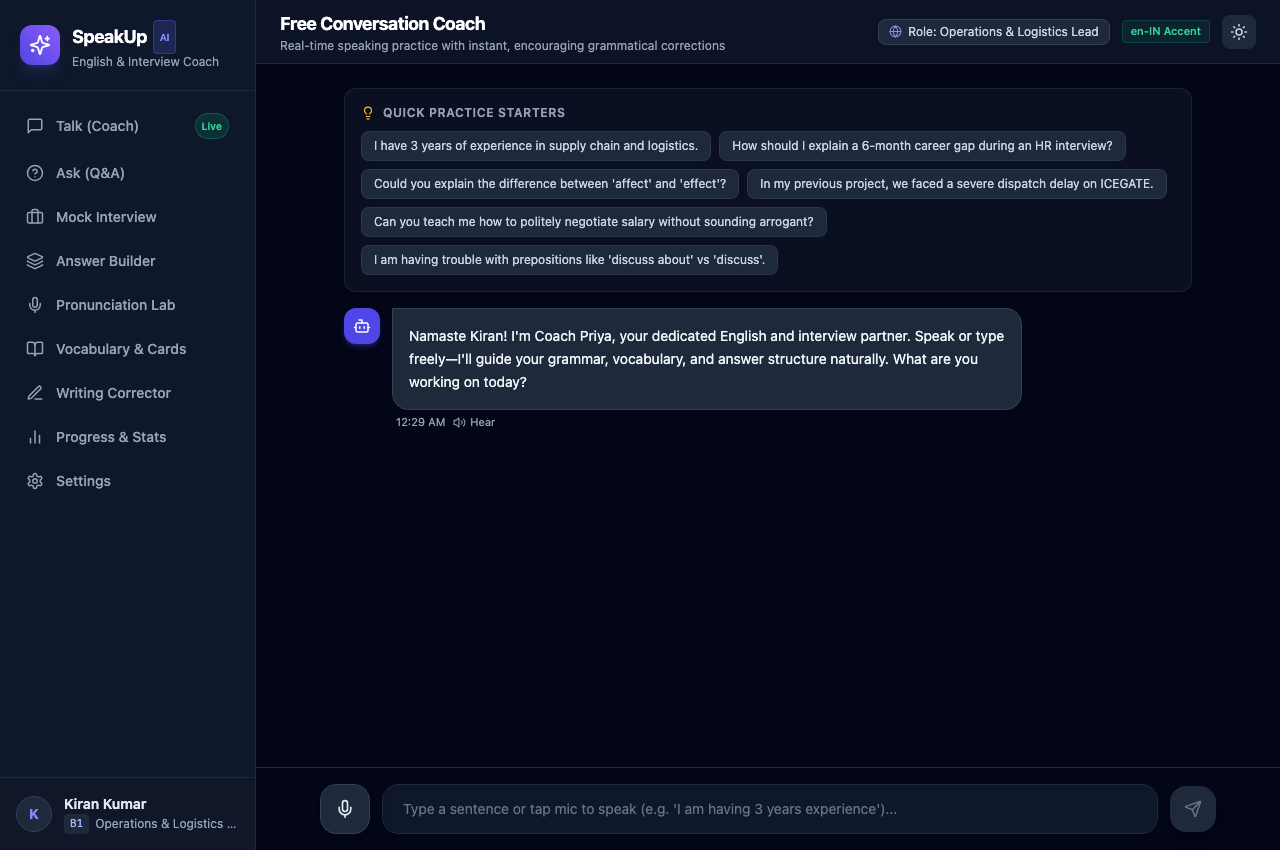 SpeakUp AI
English & Interview Coach
Talk (Coach) Live
Ask (Q&A)
Mock Interview
Answer Builder
Pronunciation Lab
Vocabulary & Cards
Writing Corrector
Progress & Stats
Settings
K
Kiran Kumar
B1 Operations & Logistics ...
Free Conversation Coach
Real-time speaking practice with instant, encouraging grammatical corrections
Role: Operations & Logistics Lead
en-IN Accent
QUICK PRACTICE STARTERS
I have 3 years of experience in supply chain and logistics.
How should I explain a 6-month career gap during an HR interview?
Could you explain the difference between 'affect' and 'effect'?
In my previous project, we faced a severe dispatch delay on ICEGATE.
Can you teach me how to politely negotiate salary without sounding arrogant?
I am having trouble with prepositions like 'discuss about' vs 'discuss'.
Namaste Kiran! I'm Coach Priya, your dedicated English and interview partner. Speak or type
freely—I'll guide your grammar, vocabulary, and answer structure naturally. What are you
working on today?
12:29 AM Hear
Type a sentence or tap mic to speak (e.g. 'I am having 3 years experience')...